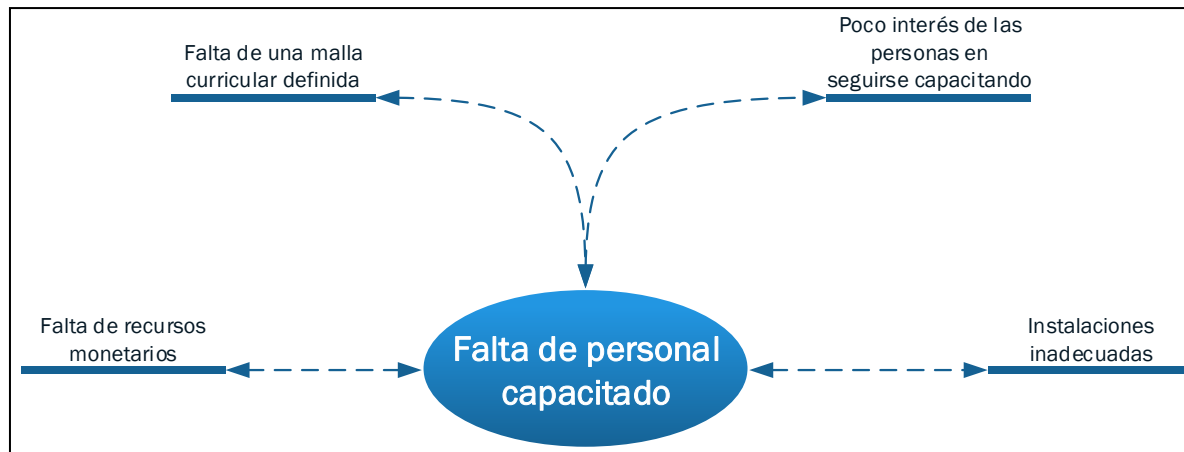 Falta de una malla
curricular definida
Poco interés de las
personas en
seguirse capacitando
Falta de recursos
monetarios
Falta de personal
capacitado
Instalaciones
inadecuadas